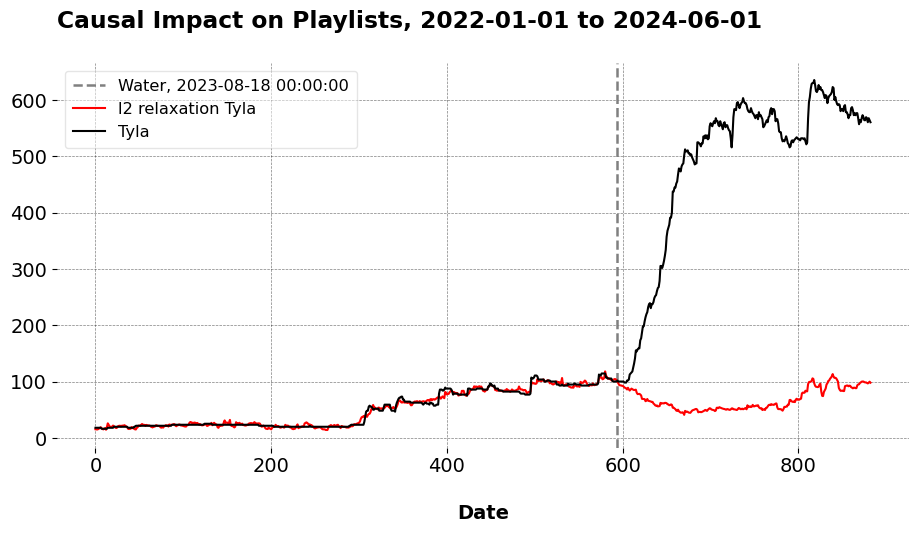 Causal Impact on Playlists, 2022-01-01 to 2024-06-01
Water, 2023-08-18 00:00:00
l2 relaxation Tyla
Tyla
600
500
400
300
200
100
0
0 200 400 600 800
Date